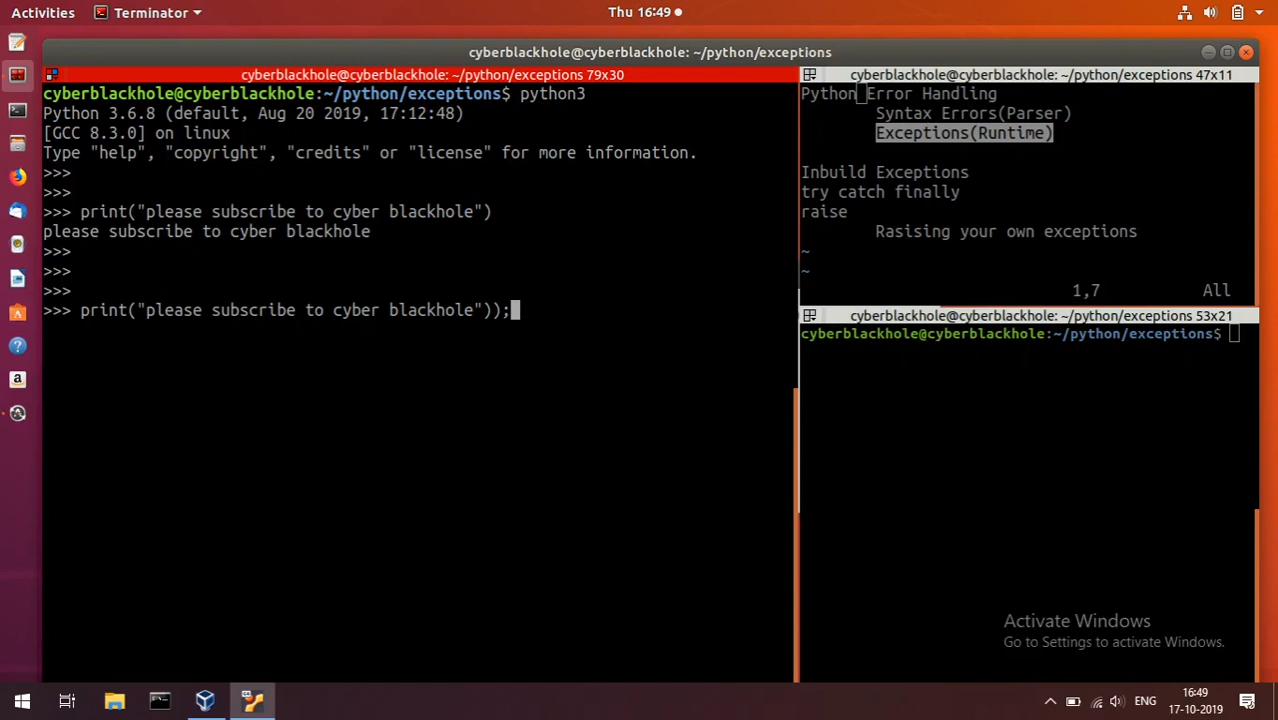 Activities Terminator Thu 16:49
cyberblackhole@cyberblackhole: ~/python/exceptions
cyberblackhole@cyberblackhole: ~/python/exceptions 79x30
cyberblackhole@cyberblackhole:~/python/exceptions$ python3
Python 3.6.8 (default, Aug 20 2019, 17:12:48)
[GCC 8.3.0] on linux
Type "help", "copyright", "credits" or "license" for more information.
>>>
>>>
>>> print("please subscribe to cyber blackhole")
please subscribe to cyber blackhole
>>>
>>>
>>>
>>> print("please subscribe to cyber blackhole"));
cyberblackhole@cyberblackhole: ~/python/exceptions 47x11
Python Error Handling
Syntax Errors(Parser)
Exceptions(Runtime)
Inbuild Exceptions
try catch finally
raise
Rasising your own exceptions
~
~
1,7 All
cyberblackhole@cyberblackhole: ~/python/exceptions 53x21
cyberblackhole@cyberblackhole:~/python/exceptions$
Activate Windows
Go to Settings to activate Windows.
ENG
16:49
17-10-2019